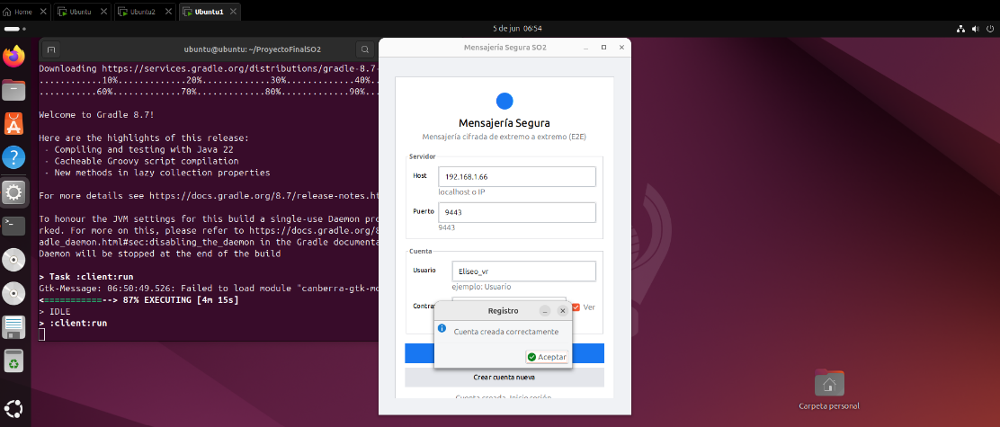 Home
Ubuntu
Ubuntu2
Ubuntu1
5 de jun 06:54
ubuntu@ubuntu: ~/ProyectoFinalSO2
Downloading https://services.gradle.org/distributions/gradle-8.7-
............10%.............20%.............30%.............40%..
...........60%.............70%.............80%.............90%..
Welcome to Gradle 8.7!
Here are the highlights of this release:
- Compiling and testing with Java 22
- Cacheable Groovy script compilation
- New methods in lazy collection properties
For more details see https://docs.gradle.org/8.7/release-notes.ht
To honour the JVM settings for this build a single-use Daemon pro
rked. For more on this, please refer to https://docs.gradle.org/8
adle_daemon.html#sec:disabling_the_daemon in the Gradle documenta
Daemon will be stopped at the end of the build
> Task :client:run
Gtk-Message: 06:50:49.526: Failed to load module "canberra-gtk-mo
<===========--> 87% EXECUTING [4m 15s]
> IDLE
> :client:run
Mensajería Segura SO2
Mensajería Segura
Mensajería cifrada de extremo a extremo (E2E)
Servidor
Host
192.168.1.66
localhost o IP
Puerto
9443
9443
Cuenta
Usuario
Eliseo_vr
ejemplo: Usuario
Contra
Ver
Registro
Cuenta creada correctamente
Aceptar
Crear cuenta nueva
Cuenta creada. Inicie sesión
Carpeta personal